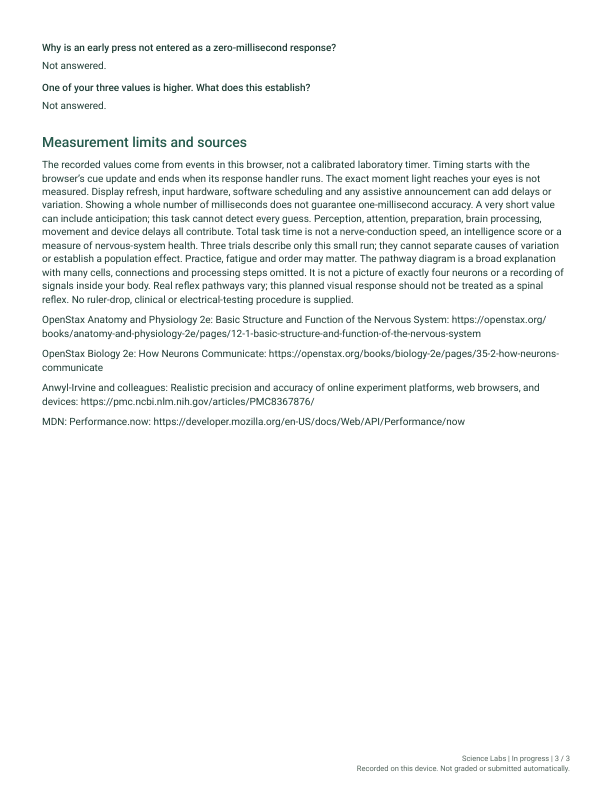 Why is an early press not entered as a zero-millisecond response?
Not answered.
One of your three values is higher. What does this establish?
Not answered.
Measurement limits and sources
The recorded values come from events in this browser, not a calibrated laboratory timer. Timing starts with the
browser's cue update and ends when its response handler runs. The exact moment light reaches your eyes is not
measured. Display refresh, input hardware, software scheduling and any assistive announcement can add delays or
variation. Showing a whole number of milliseconds does not guarantee one-millisecond accuracy. A very short value
can include anticipation; this task cannot detect every guess. Perception, attention, preparation, brain processing,
movement and device delays all contribute. Total task time is not a nerve-conduction speed, an intelligence score or a
measure of nervous-system health. Three trials describe only this small run; they cannot separate causes of variation
or establish a population effect. Practice, fatigue and order may matter. The pathway diagram is a broad explanation
with many cells, connections and processing steps omitted. It is not a picture of exactly four neurons or a recording of
signals inside your body. Real reflex pathways vary; this planned visual response should not be treated as a spinal
reflex. No ruler-drop, clinical or electrical-testing procedure is supplied.
OpenStax Anatomy and Physiology 2e: Basic Structure and Function of the Nervous System: https://openstax.org/
books/anatomy-and-physiology-2e/pages/12-1-basic-structure-and-function-of-the-nervous-system
OpenStax Biology 2e: How Neurons Communicate: https://openstax.org/books/biology-2e/pages/35-2-how-neurons-
communicate
Anwyl-Irvine and colleagues: Realistic precision and accuracy of online experiment platforms, web browsers, and
devices: https://pmc.ncbi.nlm.nih.gov/articles/PMC8367876/
MDN: Performance.now: https://developer.mozilla.org/en-US/docs/Web/API/Performance/now
Science Labs | In progress | 3 / 3
Recorded on this device. Not graded or submitted automatically.